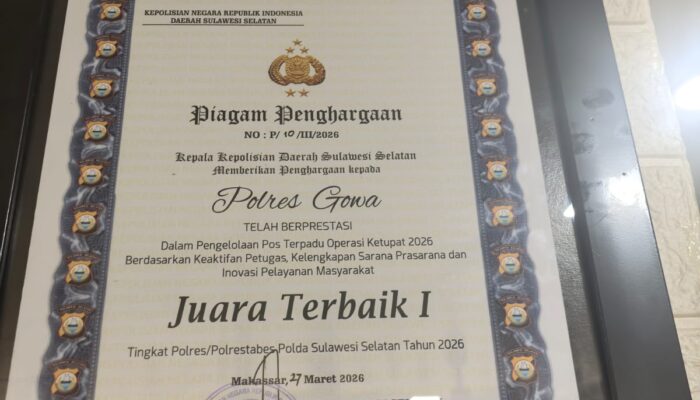 KEPOLISIAN NEGARA REPUBLIK INDONESIA
DAERAH SULAWESI SELATAN
Piagam Penghargaan
NO : P/ 10 /III/2026
Kepala Kepolisian Daerah Sulawesi Selatan
Memberikan Penghargaan kepada
Polres Gowa
TELAH BERPRESTASI
Dalam Pengelolaan Pos Terpadu Operasi Ketupat 2026
Berdasarkan Keaktifan Petugas, Kelengkapan Sarana Prasarana dan
Inovasi Pelayanan Masyarakat
Juara Terbaik I
Tingkat Polres/Polrestabes Polda Sulawesi Selatan Tahun 2026
Makassar, 27 Maret 2026